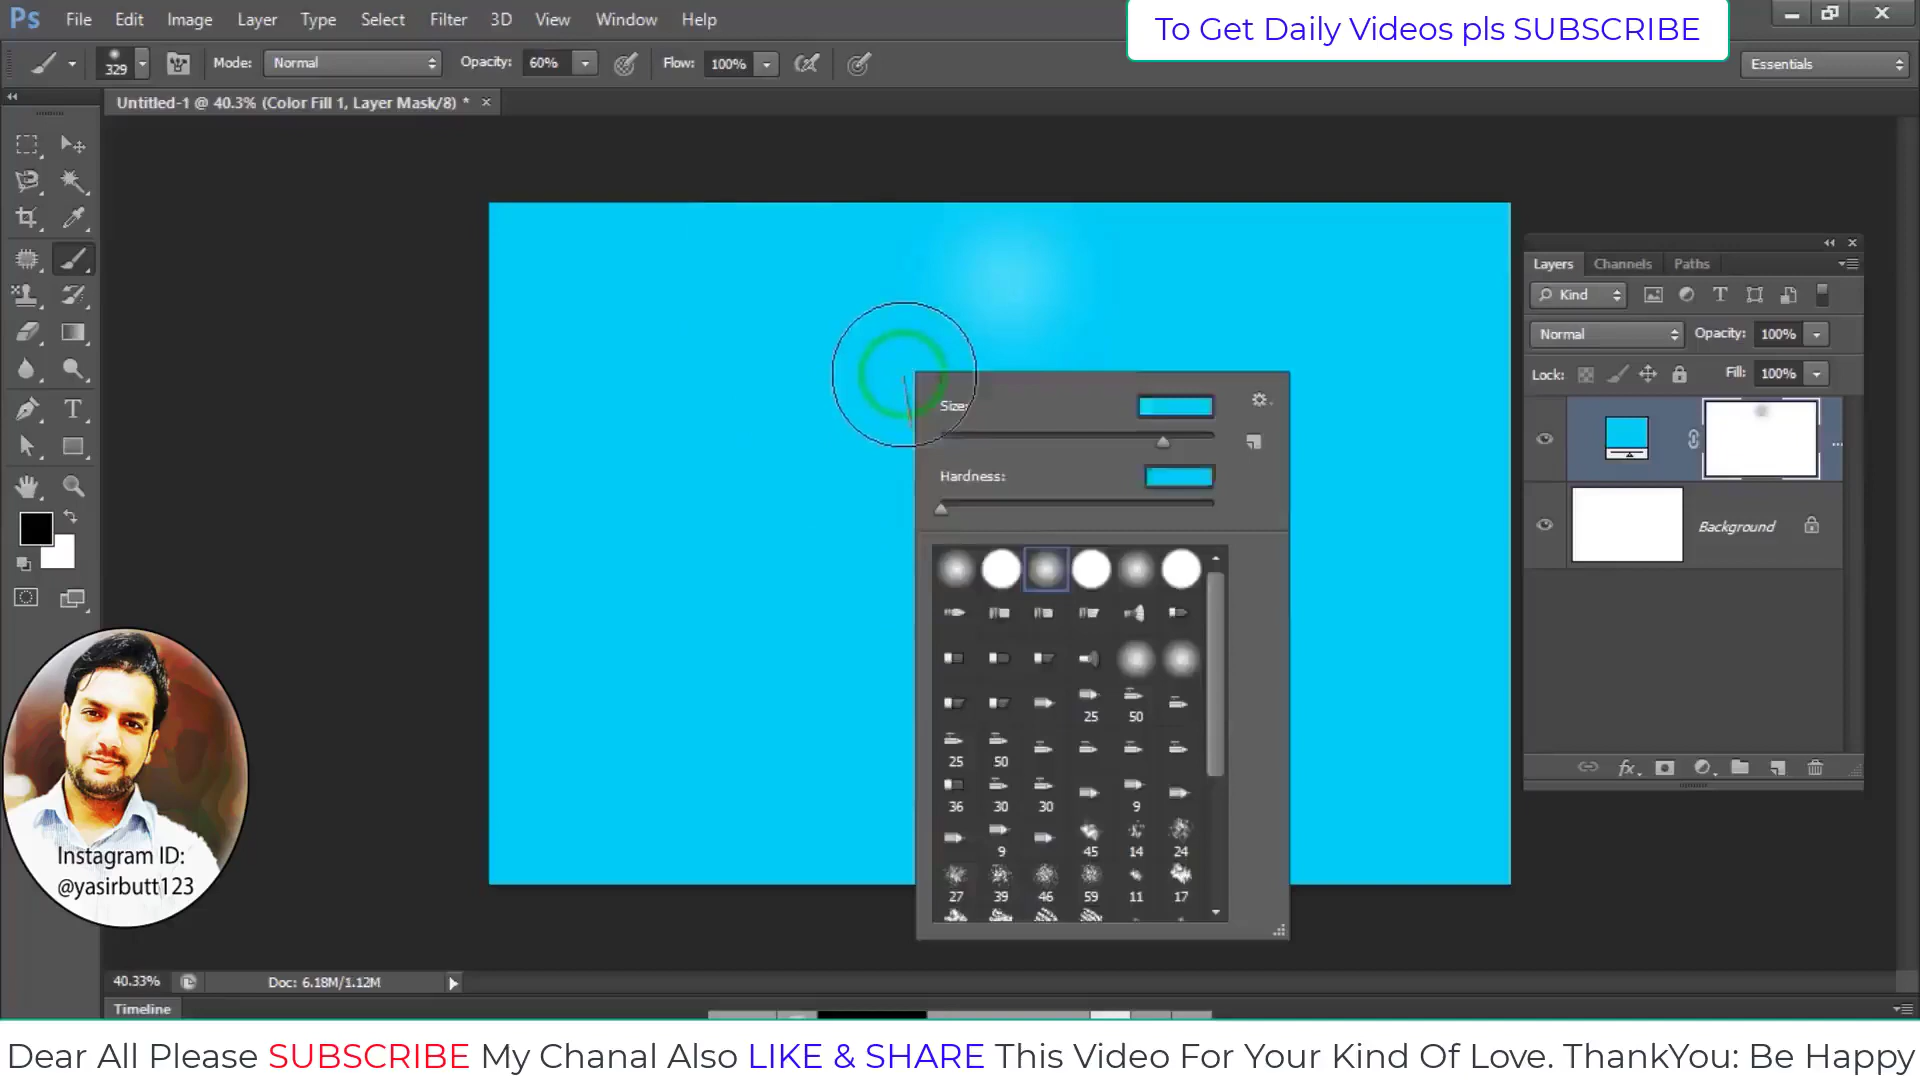 Ps File Edit Image Layer Type Select Filter 3D View Window Help
To Get Daily Videos pls SUBSCRIBE
329 Mode: Normal Opacity: 60% Flow: 100% Essentials
Untitled-1 @ 40.3% (Color Fill 1, Layer Mask/8) *
Layers Channels Paths
Kind
Normal Opacity: 100%
Lock: Fill: 100%
Background
fx
T
Size:
Hardness:
25 50
25 50
36 30 30 9
9 45 14 24
27 39 46 59 11 17
Instagram ID:
@yasirbutt123
40.33% Doc: 6.18M/1.12M
Timeline
Dear All Please SUBSCRIBE My Chanal Also LIKE & SHARE This Video For Your Kind Of Love. ThankYou: Be Happy